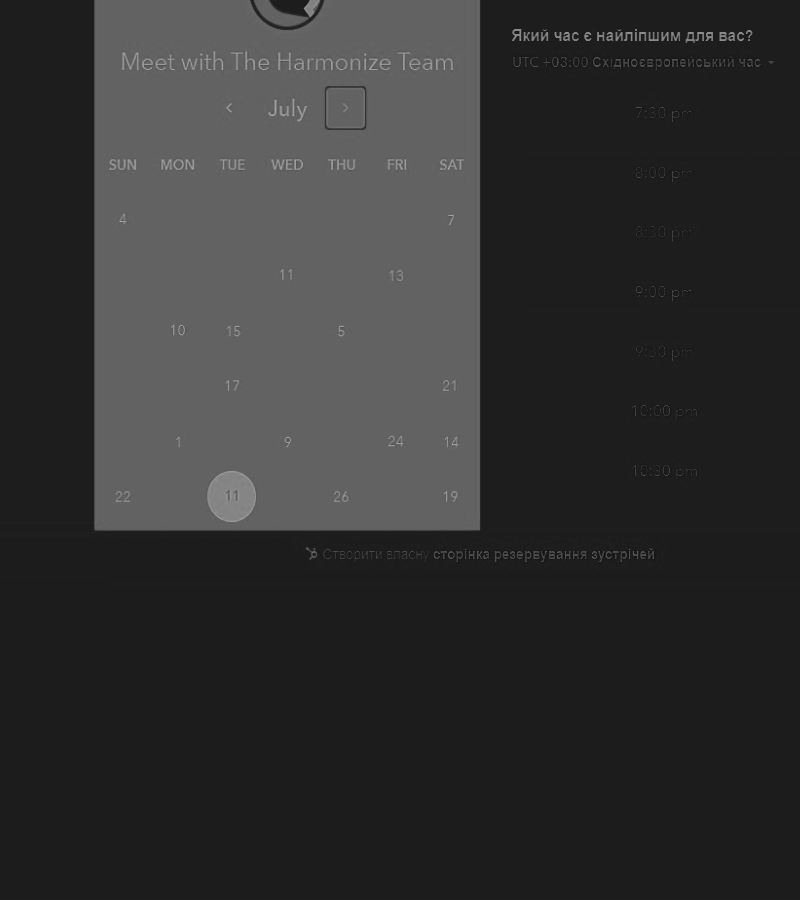 Meet with The Harmonize Team
July
SUN MON TUE WED THU FRI SAT
4 7
11 13
10 15 5
17 21
1 9 24 14
22 11 26 19
Який час є найліпшим для вас?
UTC +03:00 Східноєвропейський час
7:30 pm
8:00 pm
8:30 pm
9:00 pm
9:30 pm
10:00 pm
10:30 pm
Створити власну сторінка резервування зустрічей